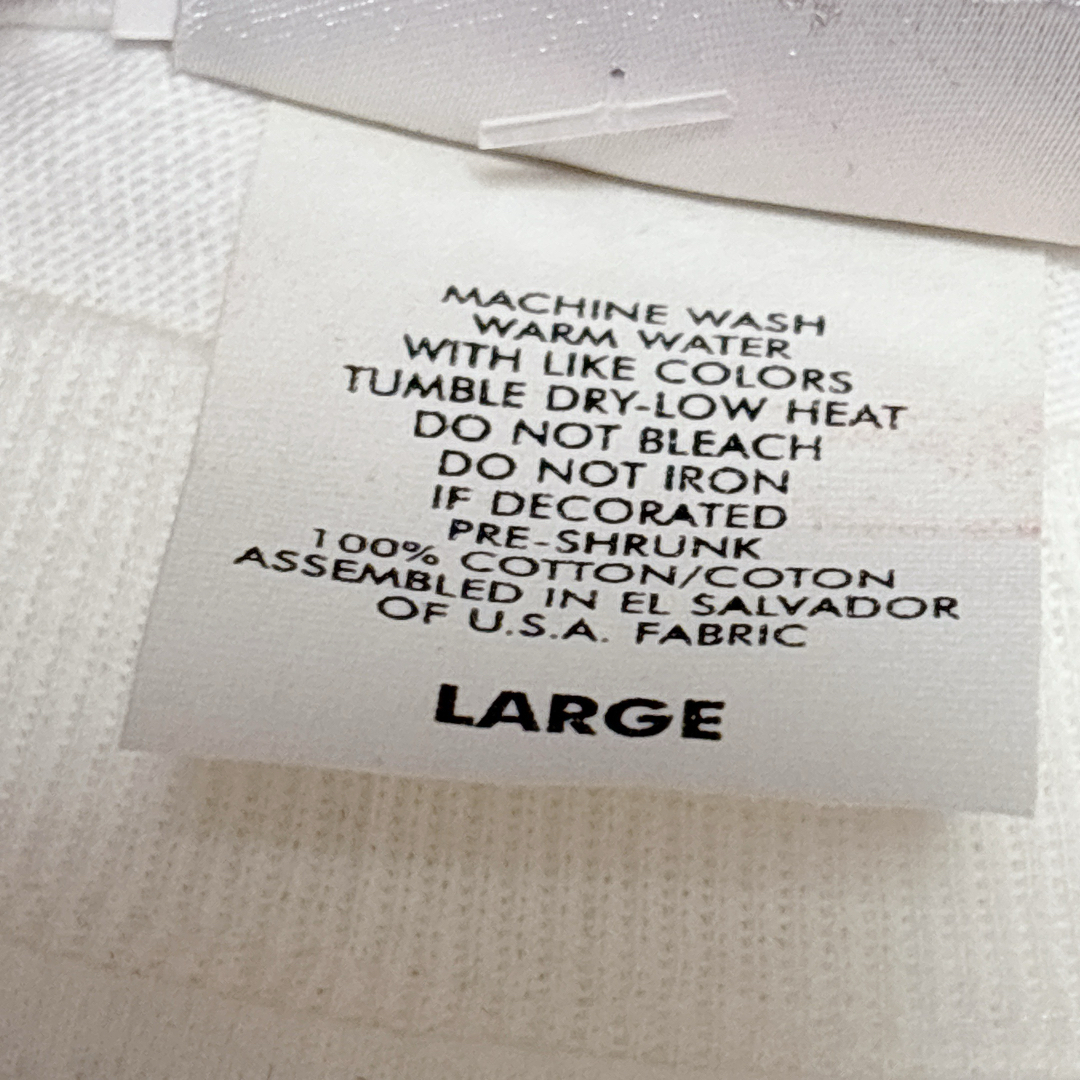 MACHINE WASH
WARM WATER
WITH LIKE COLORS
TUMBLE DRY-LOW HEAT
DO NOT BLEACH
DO NOT IRON
IF DECORATED
PRE-SHRUNK
100% COTTON/COTON
ASSEMBLED IN EL SALVADOR
OF U.S.A. FABRIC
LARGE